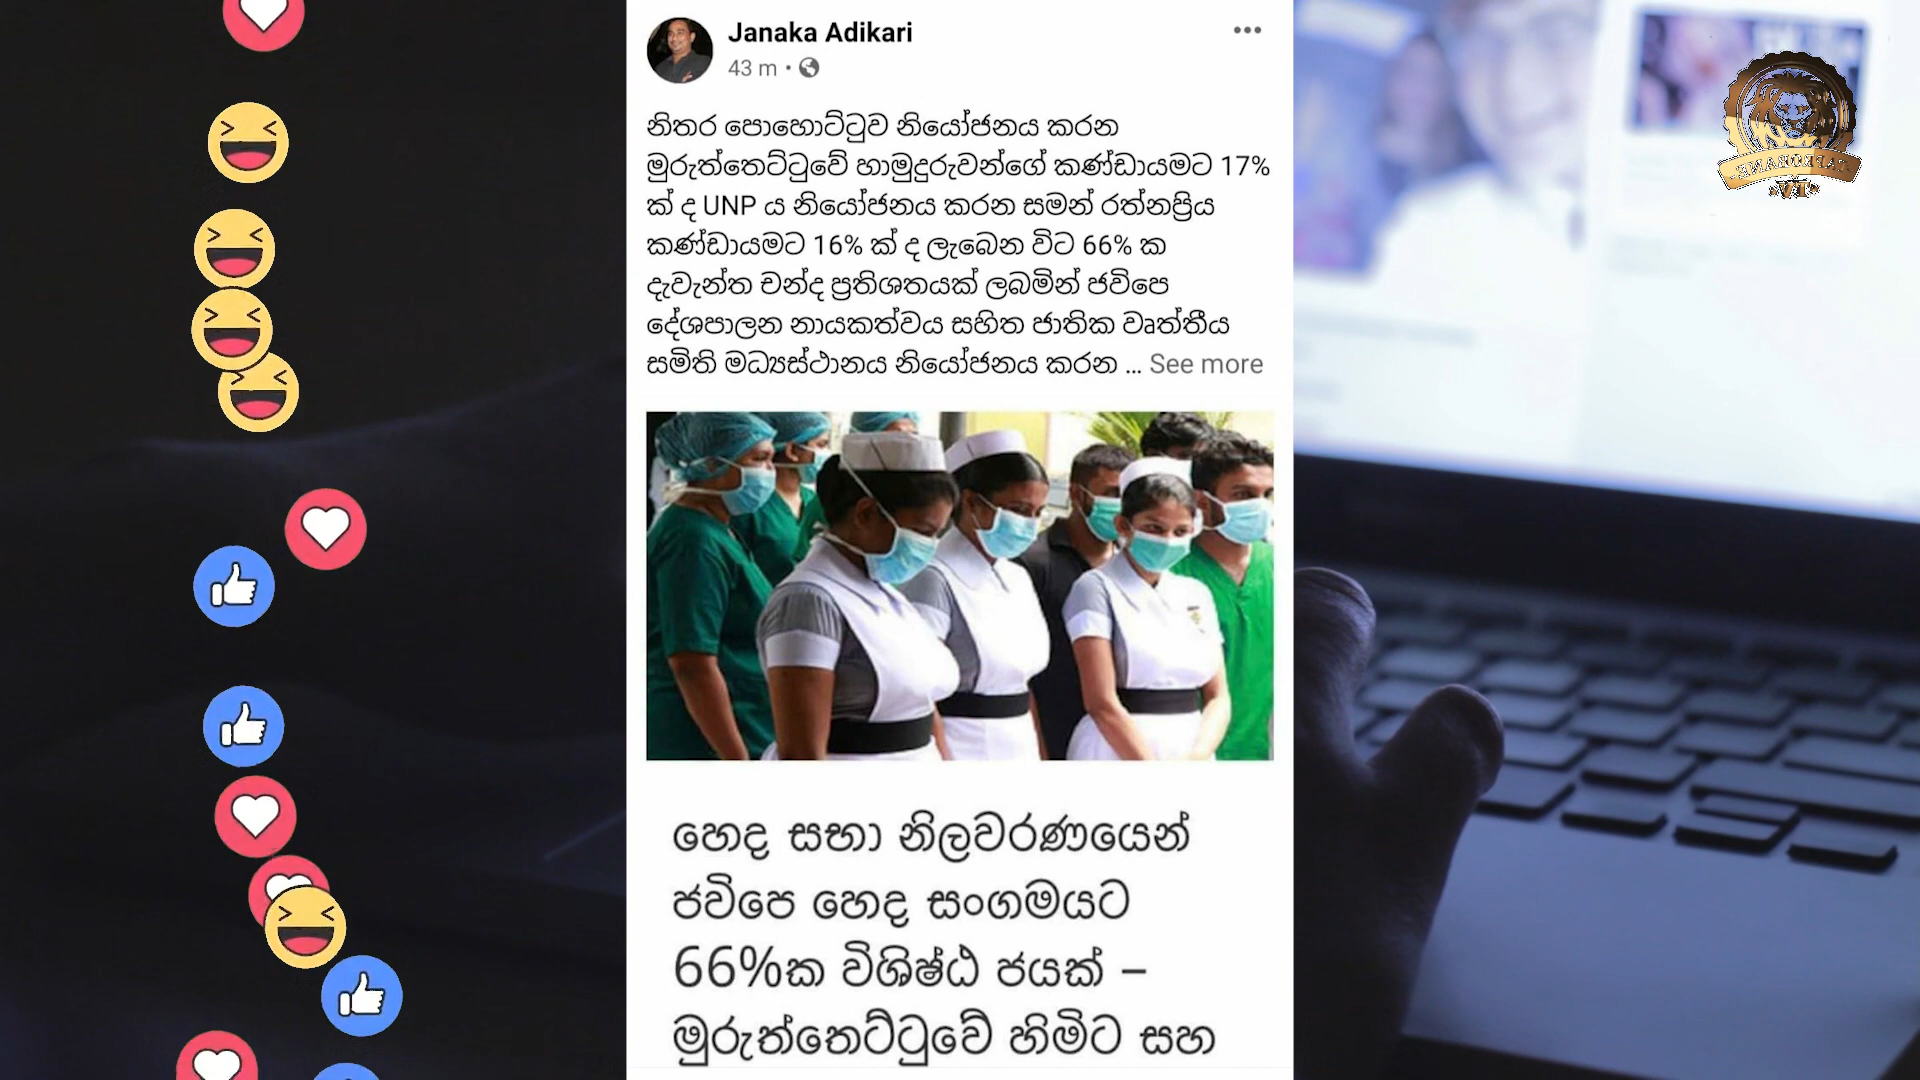 Janaka Adikari
43 m
නිතර පොහොට්ටුව නියෝජනය කරන
මුරුත්තෙට්ටුවේ හාමුදුරුවන්ගේ කණ්ඩායමට 17%
ක් ද UNP ය නියෝජනය කරන සමන් රත්නප්‍රිය
කණ්ඩායමට 16% ක් ද ලැබෙන විට 66% ක
දැවැන්ත චන්ද ප්‍රතිශතයක් ලබමින් ජවිපෙ
දේශපාලන නායකත්වය සහිත ජාතික වෘත්තීය
සමිති මධ්‍යස්ථානය නියෝජනය කරන ... See more
හෙද සභා නිලවරණයෙන්
ජවිපෙ හෙද සංගමයට
66%ක විශිෂ්ඨ ජයක් –
මුරුත්තෙට්ටුවේ හිමිට සහ
TAPROBANE
TV